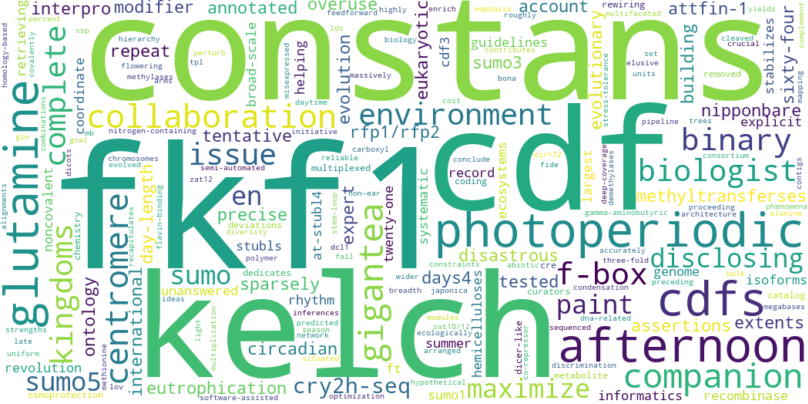 interpro modifier annotated overuse account attfin-1
constans
retrieving complete hierarchy repeat flowering coordinate
broad-scale helping evolution eukaryotic cdf3 sumo3 guidelines
evolutionary building stabilizes sixty-four
collaboration environment
tentative rfp1/rfp2 nipponbare explicit
fkf1 cdf
issue en precise stubls expert at-stubl4 twenty-one systematic record
binary biologist methyltransferses
glutamine kingdoms noncovalent centromere day-length
photoperiodic
sumo sparsely unanswered rhythm circadian
gigantea days4 tested disastrous ecosystems
f-box disclosing genome isoforms
kelch
paint cdfs assertions extents
ontology international revolution sumo5
eutrophication cry2h-seq summer hemicelluloses
afternoon
companion maximize sumo1 informatics recombinase
homology-based percent covalently ssp methylases arms tpl perturb misexpressed
feedforward highly biology contributes lds massively daytime
emphasis enrich roughly crucial bona cleaved set elusive units cost
rewiring multifaceted removed stress-tolerance mapping
nitrogen-containing initiative combinations goal mb dicots
chromosomes evolved semi-automated zat12 flavin-binding
reliable multiplexed carboxyl conclude coding fide
pipeline trees consortium mir172 largest deep-coverage demethylases
contigs phenomena alanine architecture proceeding gamma-aminobutyric
alignments chemistry recapitulates deviations diversity polymer
stem-loop non-ear dcl fall yields
dedicates ideas inferences predicted season network light multiplication
constraints abiotic cre wider breadth japonica curators three-fold preceding
condensation dna-related catalog bulk megabases uniform
strengths late osmoprotection methionine lov
software-assisted optimization situated ft modules zat10/12
ecologically arranged hypothetical dicer-like co-repressor
sequenced discrimination metabolite accurately